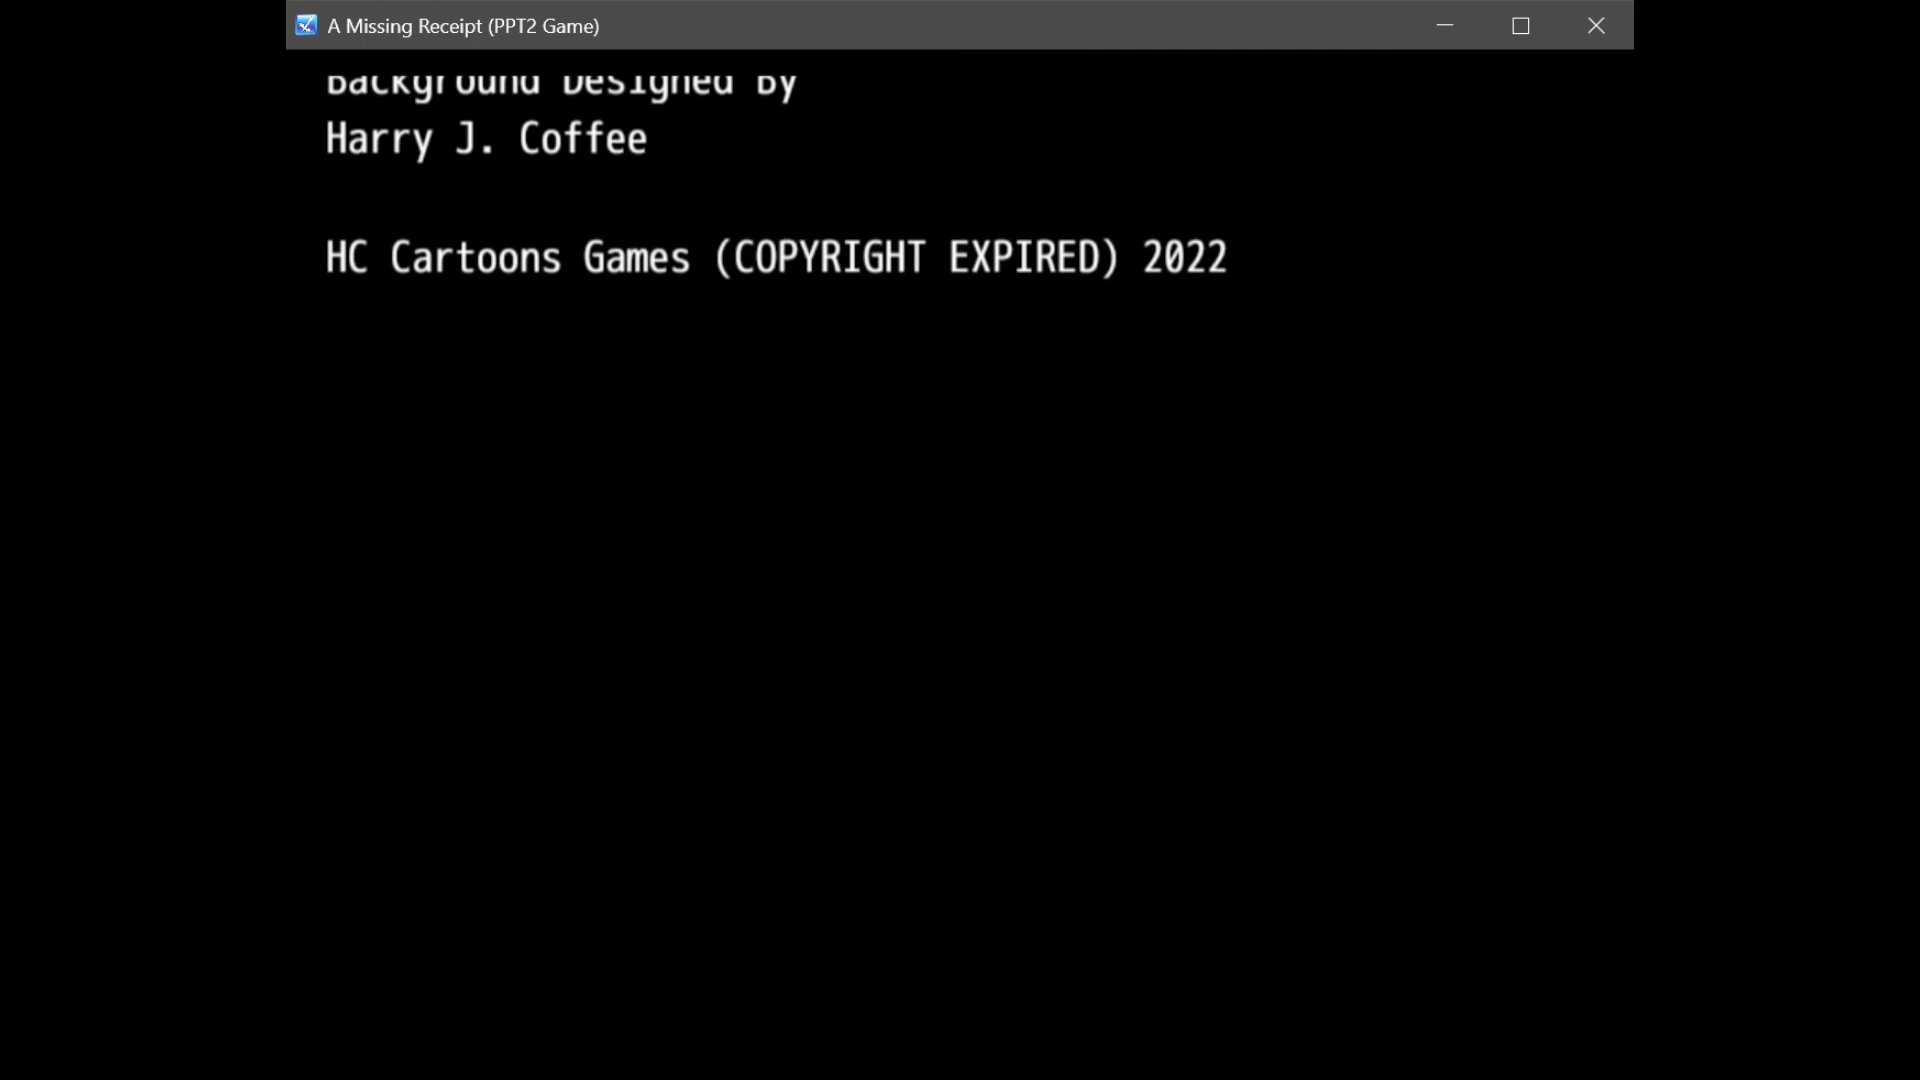 A Missing Receipt (PPT2 Game)
Background Designed By
Harry J. Coffee
HC Cartoons Games (COPYRIGHT EXPIRED) 2022